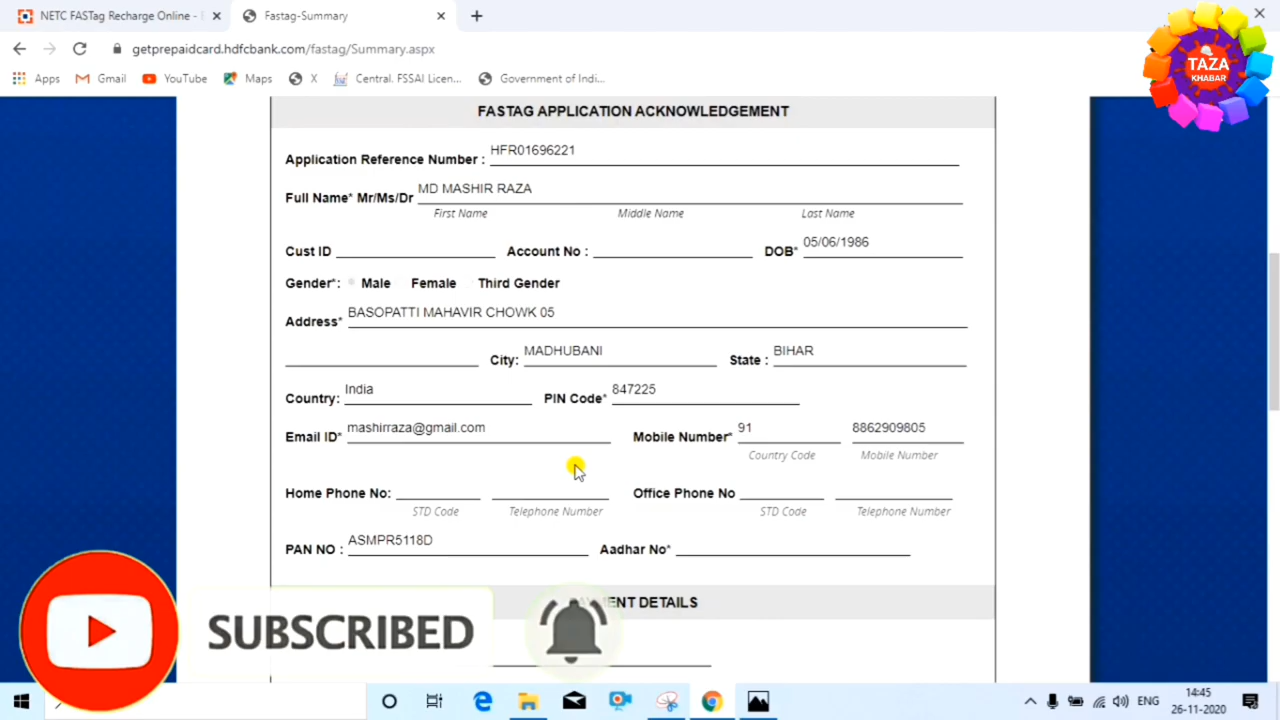 NETC FASTag Recharge Online -
Fastag-Summary
getprepaidcard.hdfcbank.com/fastag/Summary.aspx
Apps Gmail YouTube Maps X Central. FSSAI Licen... Government of Indi...
TAZA
KHABAR
FASTAG APPLICATION ACKNOWLEDGEMENT
Application Reference Number : HFR01696221
Full Name* Mr/Ms/Dr MD MASHIR RAZA
First Name Middle Name Last Name
Cust ID Account No : DOB* 05/06/1986
Gender*: Male Female Third Gender
Address* BASOPATTI MAHAVIR CHOWK 05
City: MADHUBANI State : BIHAR
Country: India PIN Code* 847225
Email ID* mashirraza@gmail.com Mobile Number* 91 8862909805
Country Code Mobile Number
Home Phone No: Office Phone No
STD Code Telephone Number STD Code Telephone Number
PAN NO : ASMPR5118D Aadhar No*
DETAILS
SUBSCRIBED
ENG
14:45
26-11-2020